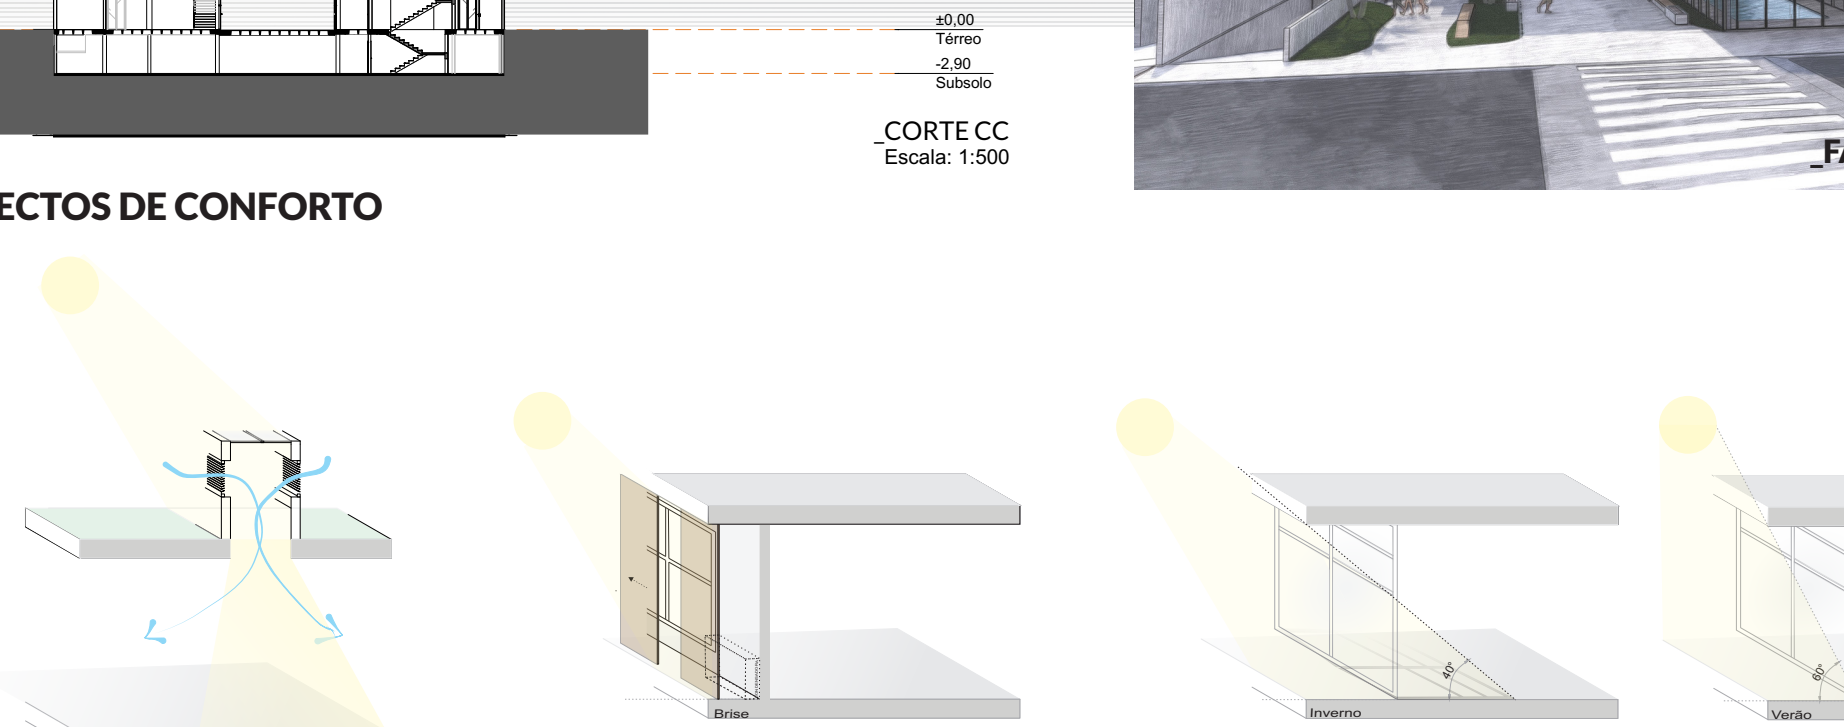 ±0,00
Térreo
-2,90
Subsolo
_CORTE CC
Escala: 1:500
_FA
ECTOS DE CONFORTO
40°
60°
Brise
Inverno
Verão